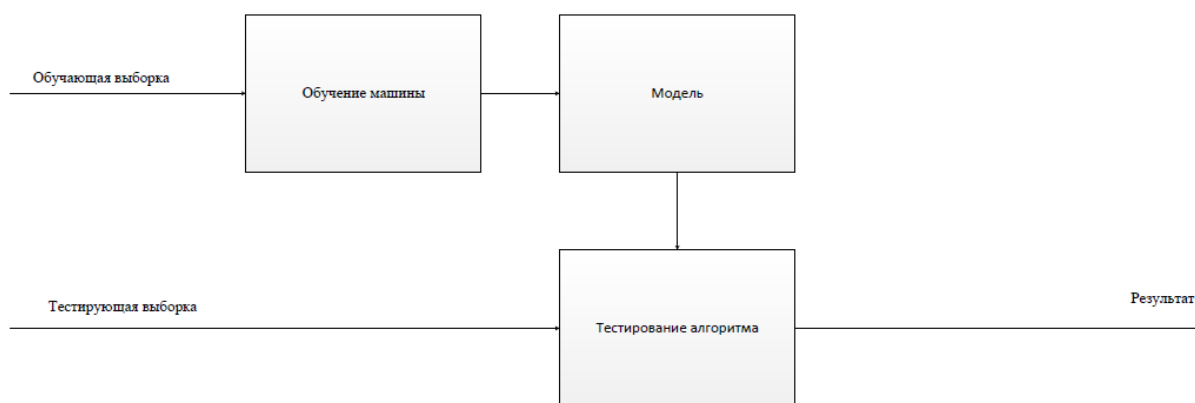 Обучающая выборка
Обучение машины
Модель
Тестирующая выборка
Тестирование алгоритма
Результат